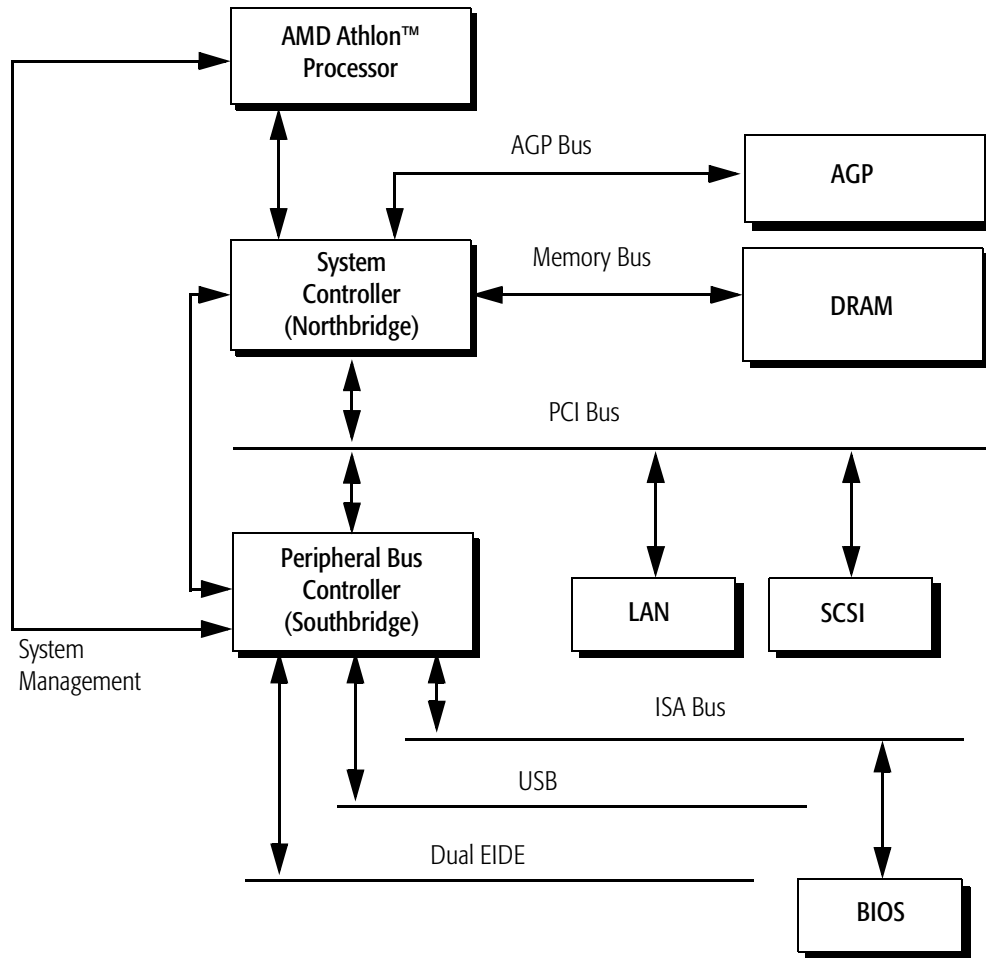 AMD Athlon™
Processor
AGP Bus
AGP
System
Controller
(Northbridge)
Memory Bus
DRAM
PCI Bus
Peripheral Bus
Controller
(Southbridge)
LAN
SCSI
System
Management
ISA Bus
USB
Dual EIDE
BIOS